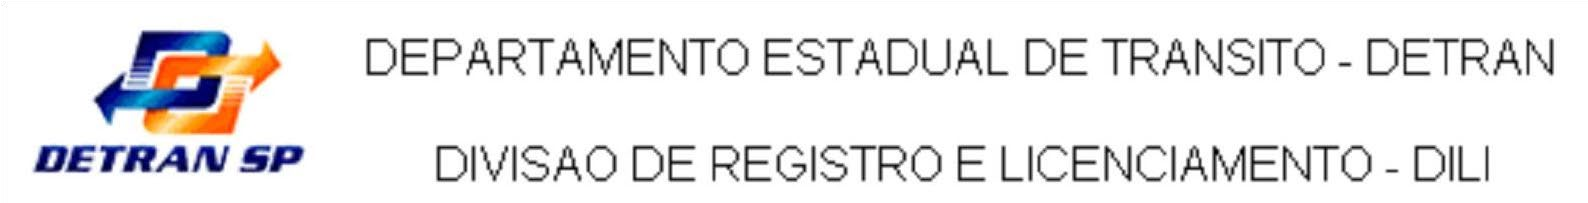 DEPARTAMENTO ESTADUAL DE TRANSITO - DETRAN
DETRAN SP
DIVISAO DE REGISTRO E LICENCIAMENTO - DILI